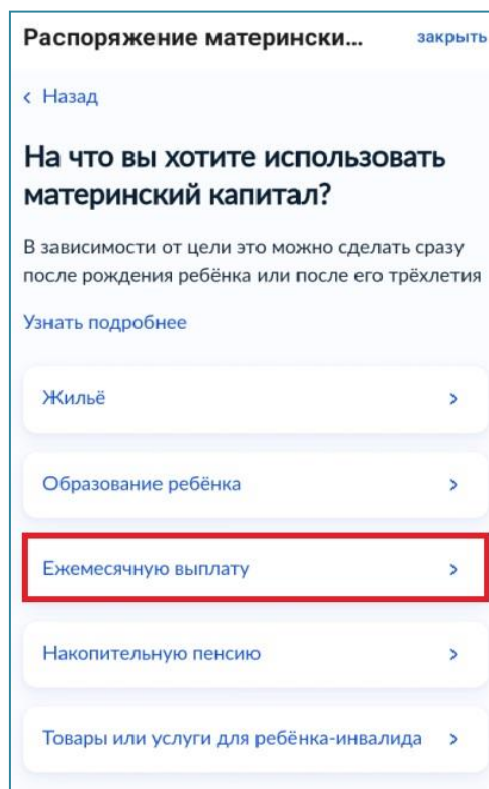 Распоряжение матерински...
закрыть
Назад
На что вы хотите использовать
материнский капитал?
В зависимости от цели это можно сделать сразу
после рождения ребёнка или после его трёхлетия
Узнать подробнее
Жильё
Образование ребёнка
Ежемесячную выплату
Накопительную пенсию
Товары или услуги для ребёнка-инвалида